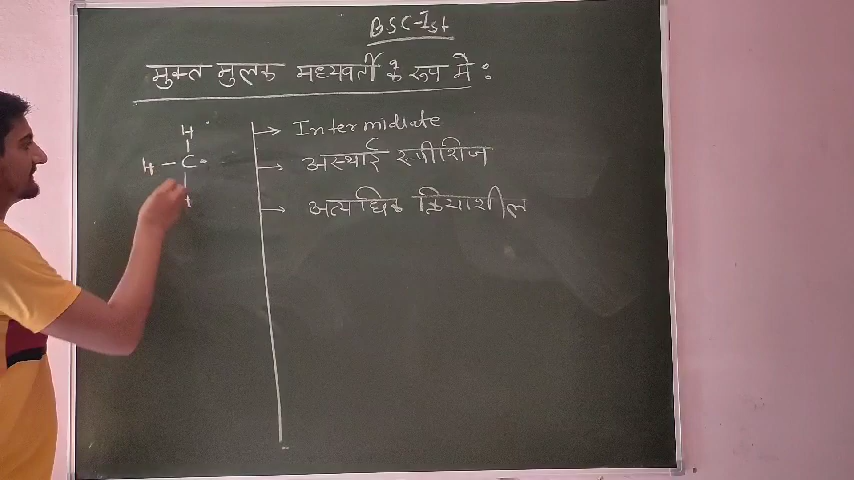 BSC-Ist
मुक्त मुलक मध्यवर्ती के रूप में :
H
H - C •
Intermidiate
अस्थाई स्पीशिज
अत्यधिक क्रियाशील